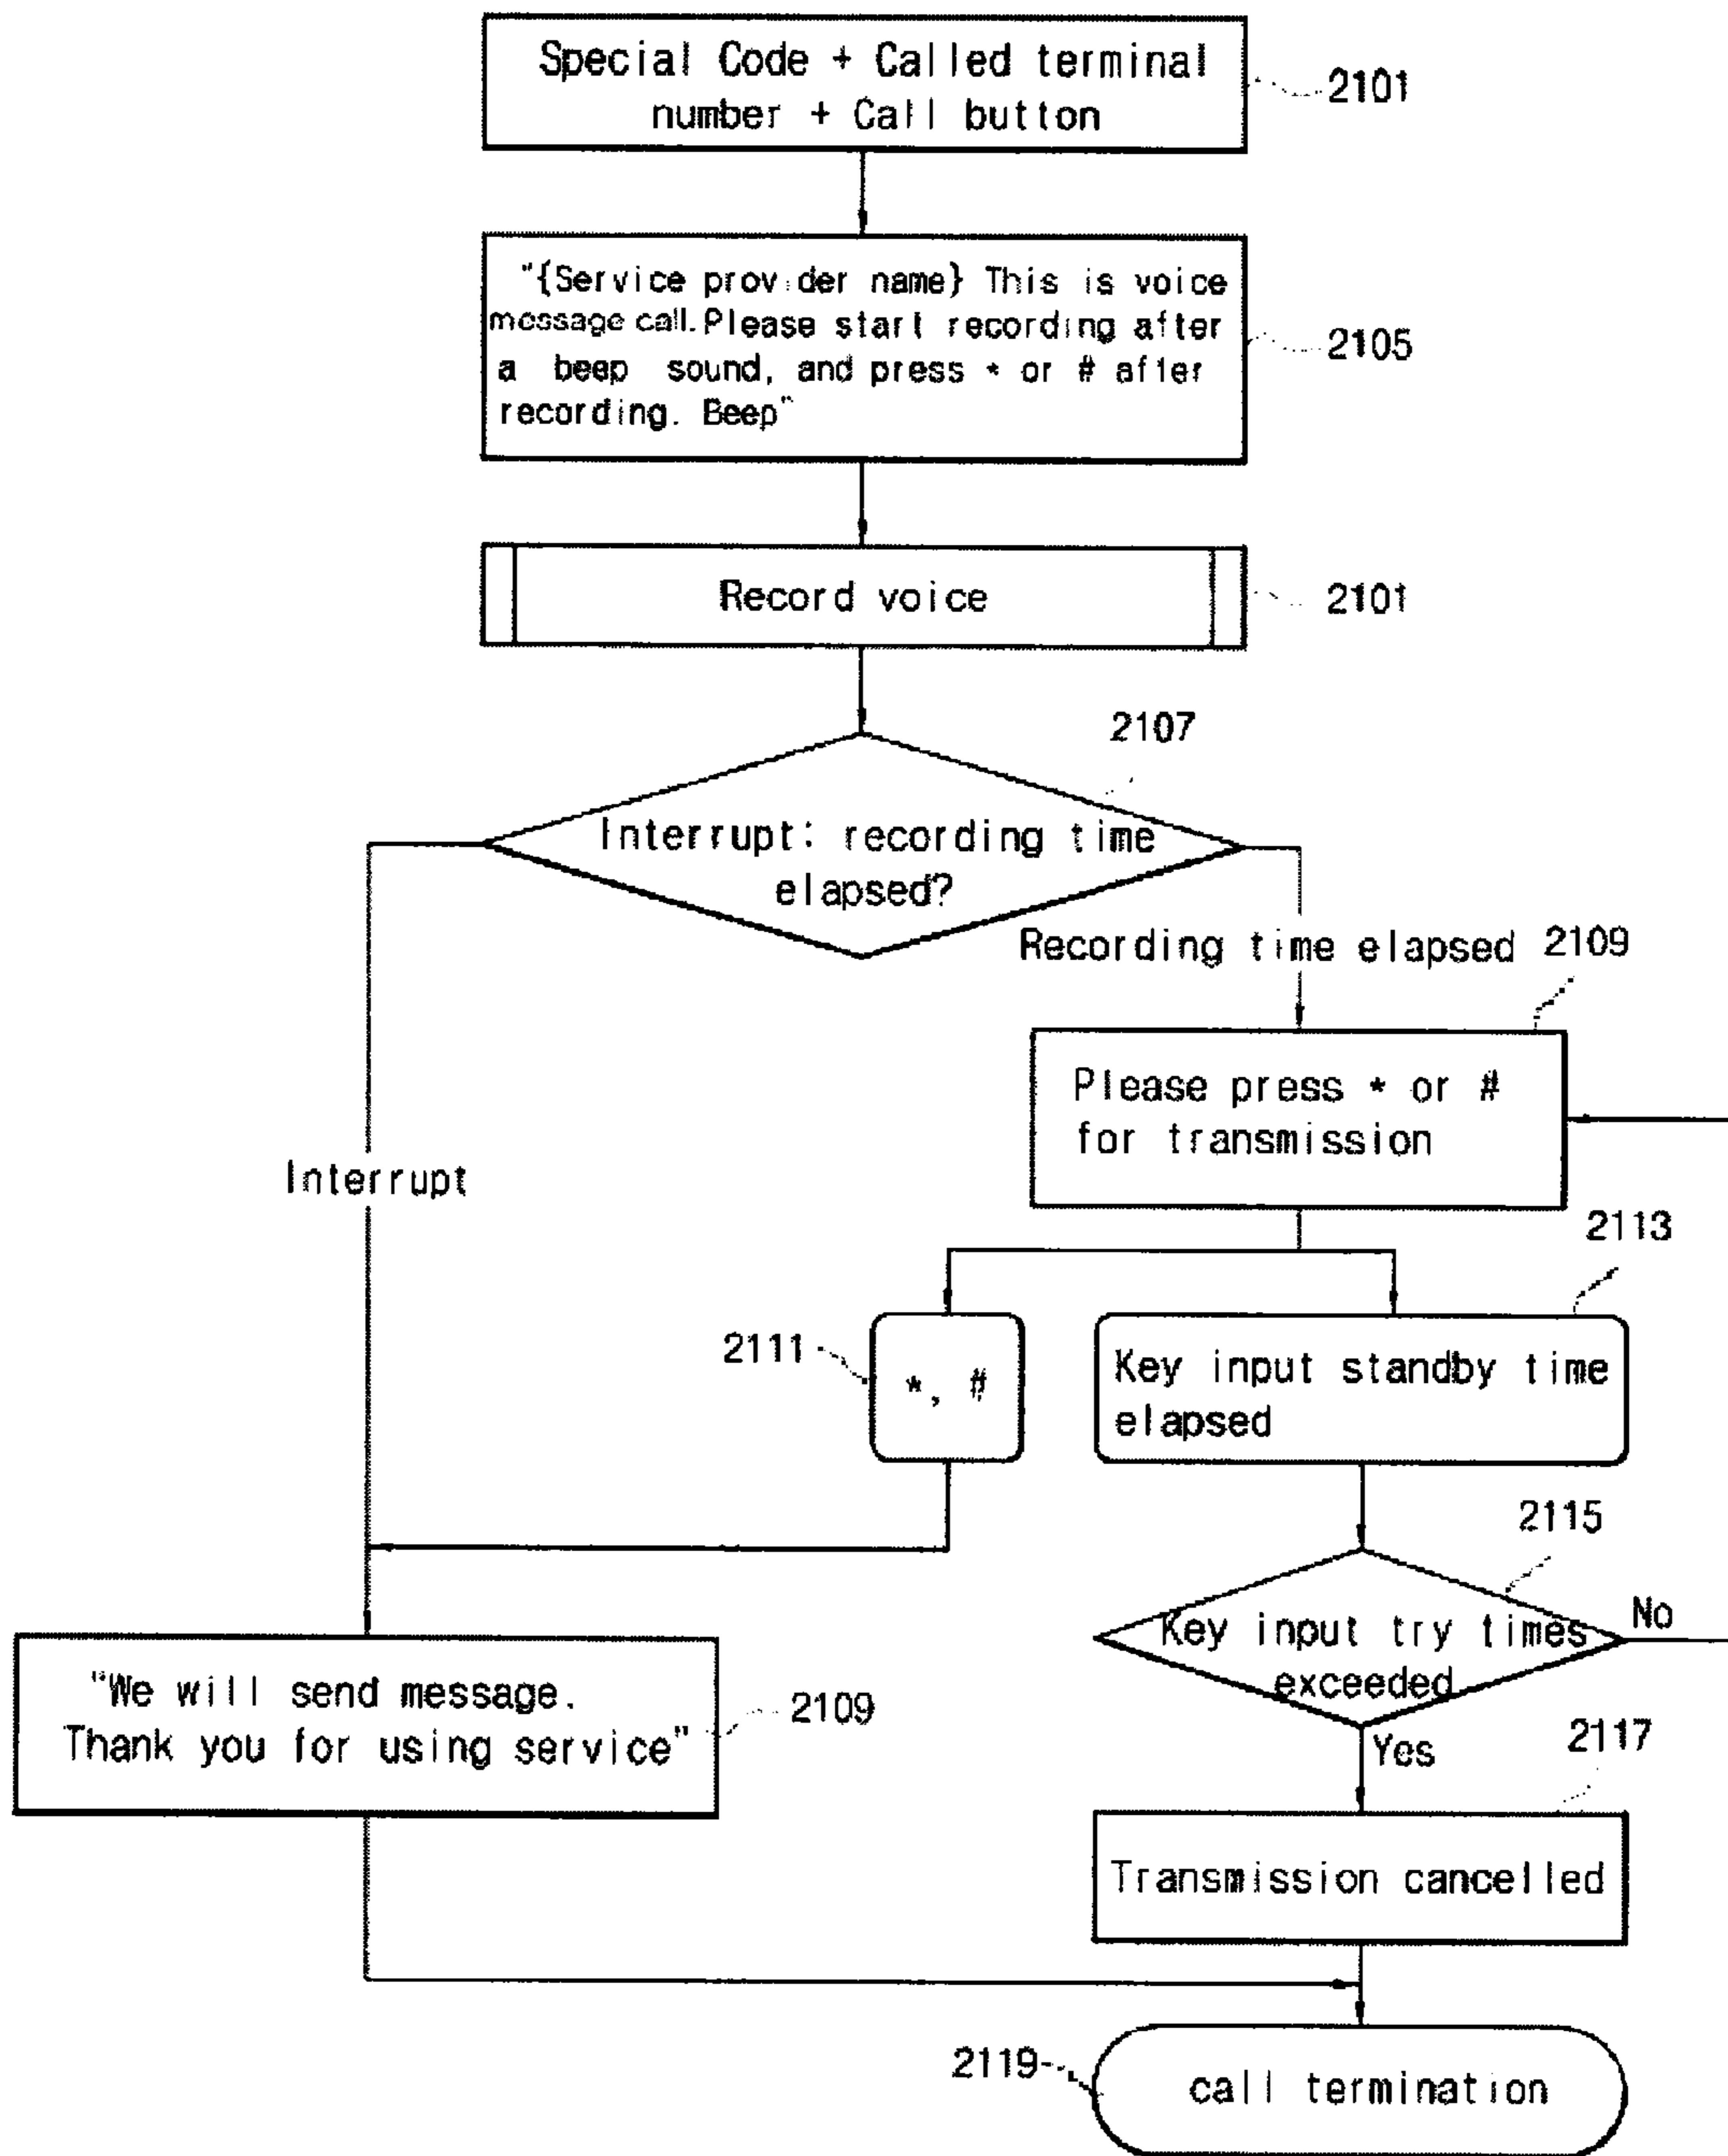 Special Code + Called terminal
number + Call button
2101
"{Service provider name} This is voice
message call. Please start recording after
a beep sound, and press * or # after
recording. Beep"
2105
Record voice
2101
2107
Interrupt: recording time
elapsed?
Recording time elapsed
2109
Please press * or #
for transmission
Interrupt
2113
2111
*, #
Key input standby time
elapsed
2115
Key input try times
exceeded
No
"We will send message.
Thank you for using service"
2109
Yes
2117
Transmission cancelled
2119
call termination